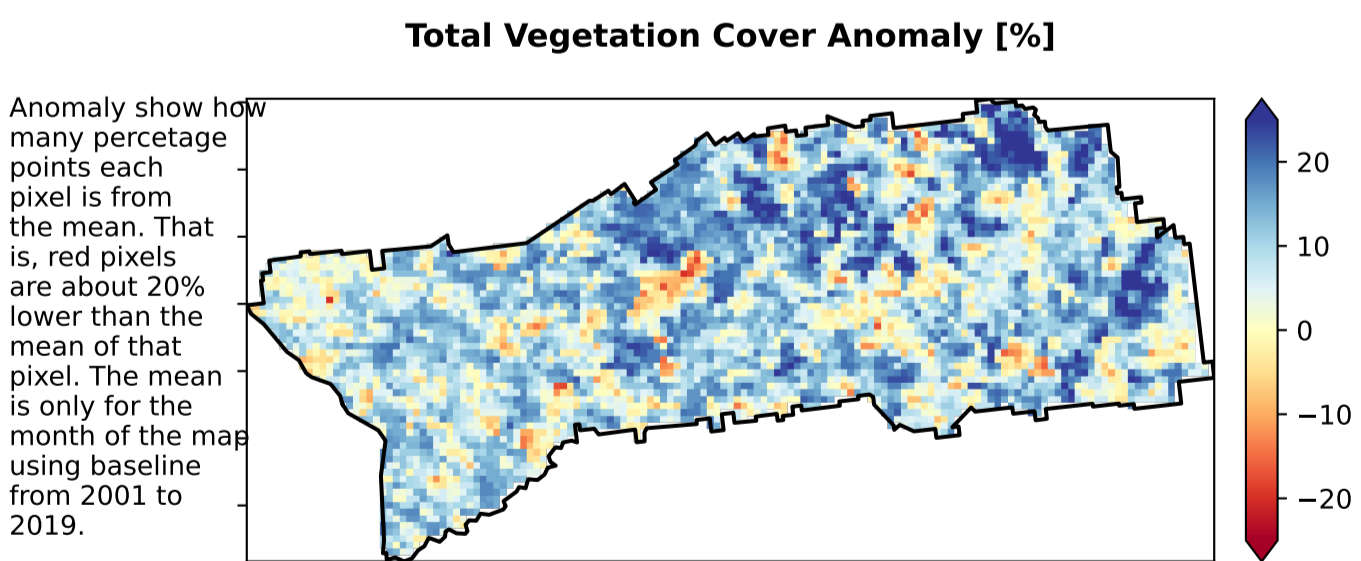 Total Vegetation Cover Anomaly [%]
Anomaly show how
many percetage
points each
pixel is from
the mean. That
is, red pixels
are about 20%
lower than the
mean of that
pixel. The mean
is only for the
month of the map
using baseline
from 2001 to
2019.
20
10
0
−10
−20